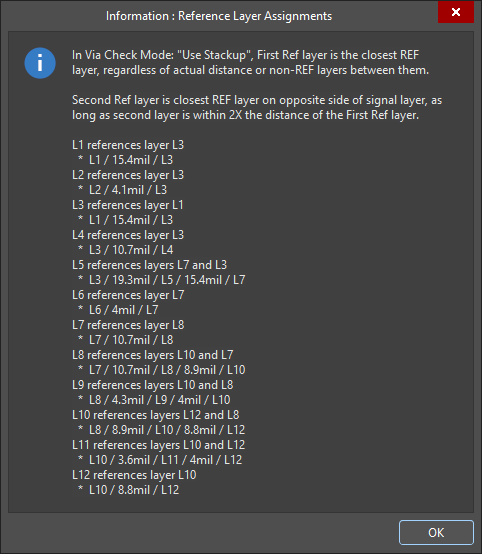 Information : Reference Layer Assignments
In Via Check Mode: "Use Stackup", First Ref layer is the closest REF
layer, regardless of actual distance or non-REF layers between them.
Second Ref layer is closest REF layer on opposite side of signal layer, as
long as second layer is within 2X the distance of the First Ref layer.
L1 references layer L3
* L1 / 15.4mil / L3
L2 references layer L3
* L2 / 4.1mil / L3
L3 references layer L1
* L1 / 15.4mil / L3
L4 references layer L3
* L3 / 10.7mil / L4
L5 references layers L7 and L3
* L3 / 19.3mil / L5 / 15.4mil / L7
L6 references layer L7
* L6 / 4mil / L7
L7 references layer L8
* L7 / 10.7mil / L8
L8 references layers L10 and L7
* L7 / 10.7mil / L8 / 8.9mil / L10
L9 references layers L10 and L8
* L8 / 4.3mil / L9 / 4mil / L10
L10 references layers L12 and L8
* L8 / 8.9mil / L10 / 8.8mil / L12
L11 references layers L10 and L12
* L10 / 3.6mil / L11 / 4mil / L12
L12 references layer L10
* L10 / 8.8mil / L12
OK